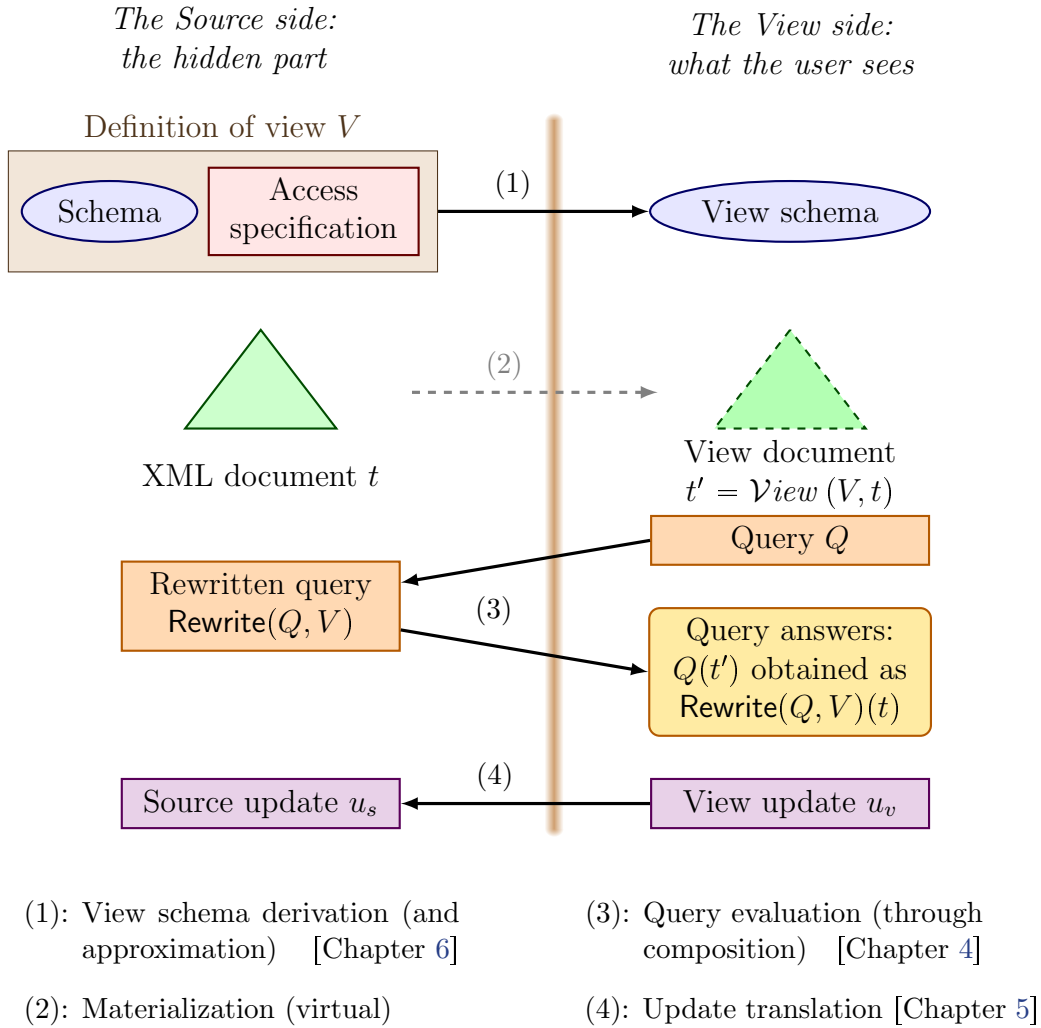 The Source side:
the hidden part
The View side:
what the user sees
Definition of view V
Schema
Access
specification
(1)
View schema
(2)
XML document t
View document
t′ = View (V, t)
Query Q
Rewritten query
Rewrite(Q, V)
(3)
Query answers:
Q(t′) obtained as
Rewrite(Q, V)(t)
(4)
Source update u_s
View update u_v
(1): View schema derivation (and
approximation) [Chapter 6]
(2): Materialization (virtual)
(3): Query evaluation (through
composition) [Chapter 4]
(4): Update translation [Chapter 5]